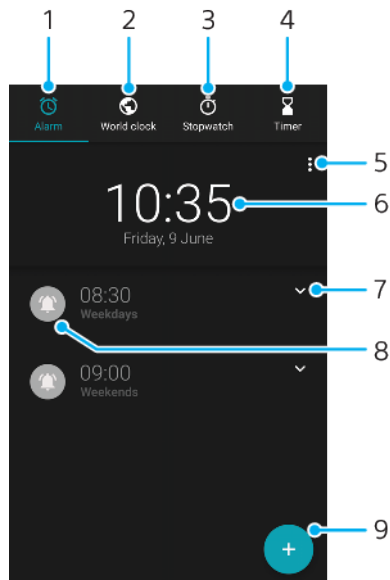 1 2 3 4
Alarm World clock Stopwatch Timer
5
10:35
6
Friday, 9 June
08:30
7
Weekdays
8
09:00
Weekends
9